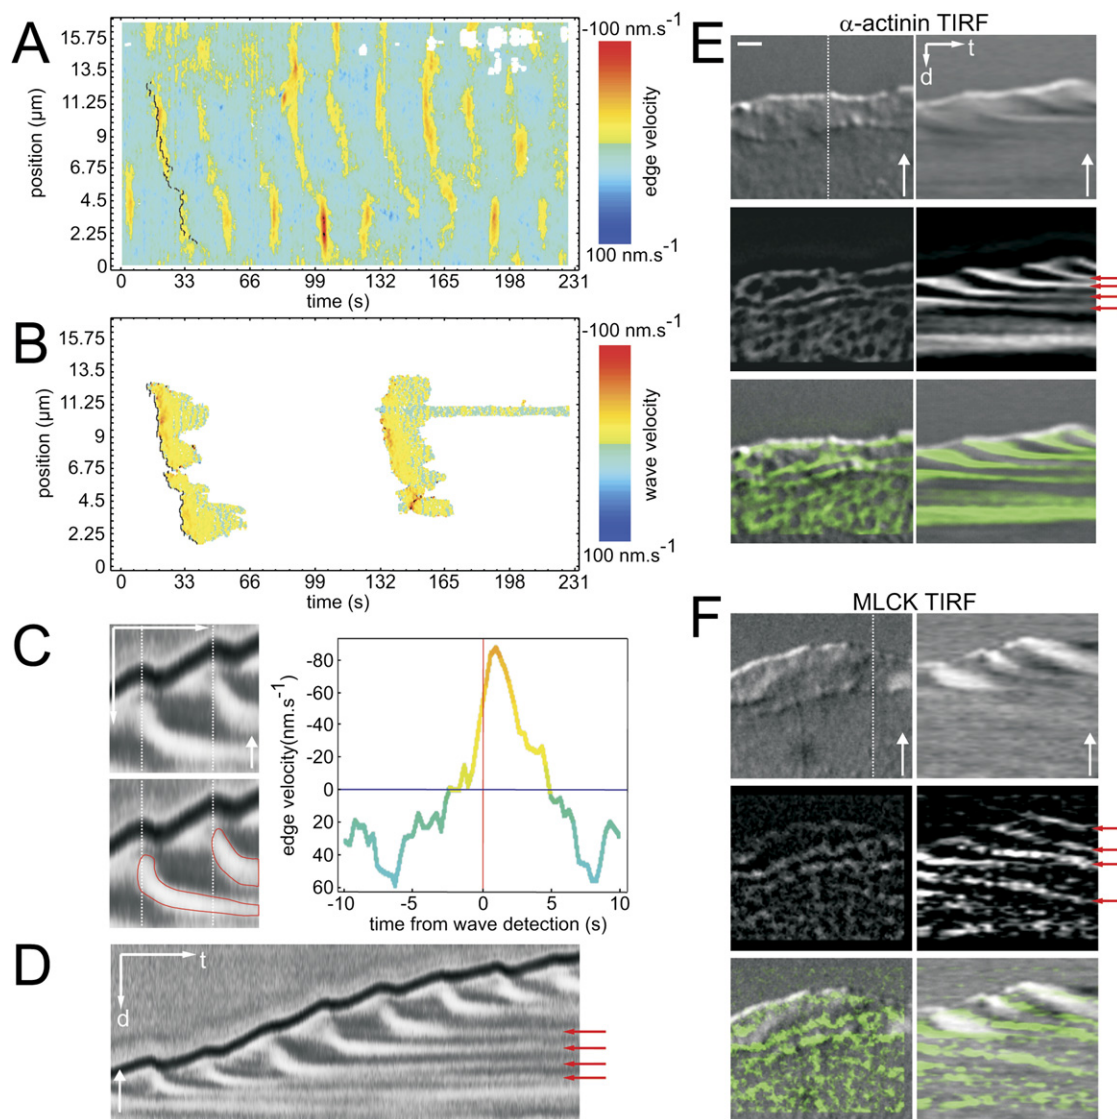 A
15.75
13.5
11.25
9
6.75
4.5
2.25
0
position (µm)
0 33 66 99 132 165 198 231
time (s)
-100 nm.s-1
edge velocity
100 nm.s-1
B
15.75
13.5
11.25
9
6.75
4.5
2.25
0
position (µm)
0 33 66 99 132 165 198 231
time (s)
-100 nm.s-1
wave velocity
100 nm.s-1
C
-80
-60
-40
-20
0
20
40
60
edge velocity(nm.s-1)
-10 -5 0 5 10
time from wave detection (s)
D
t
d
E
α-actinin TIRF
t
d
F
MLCK TIRF